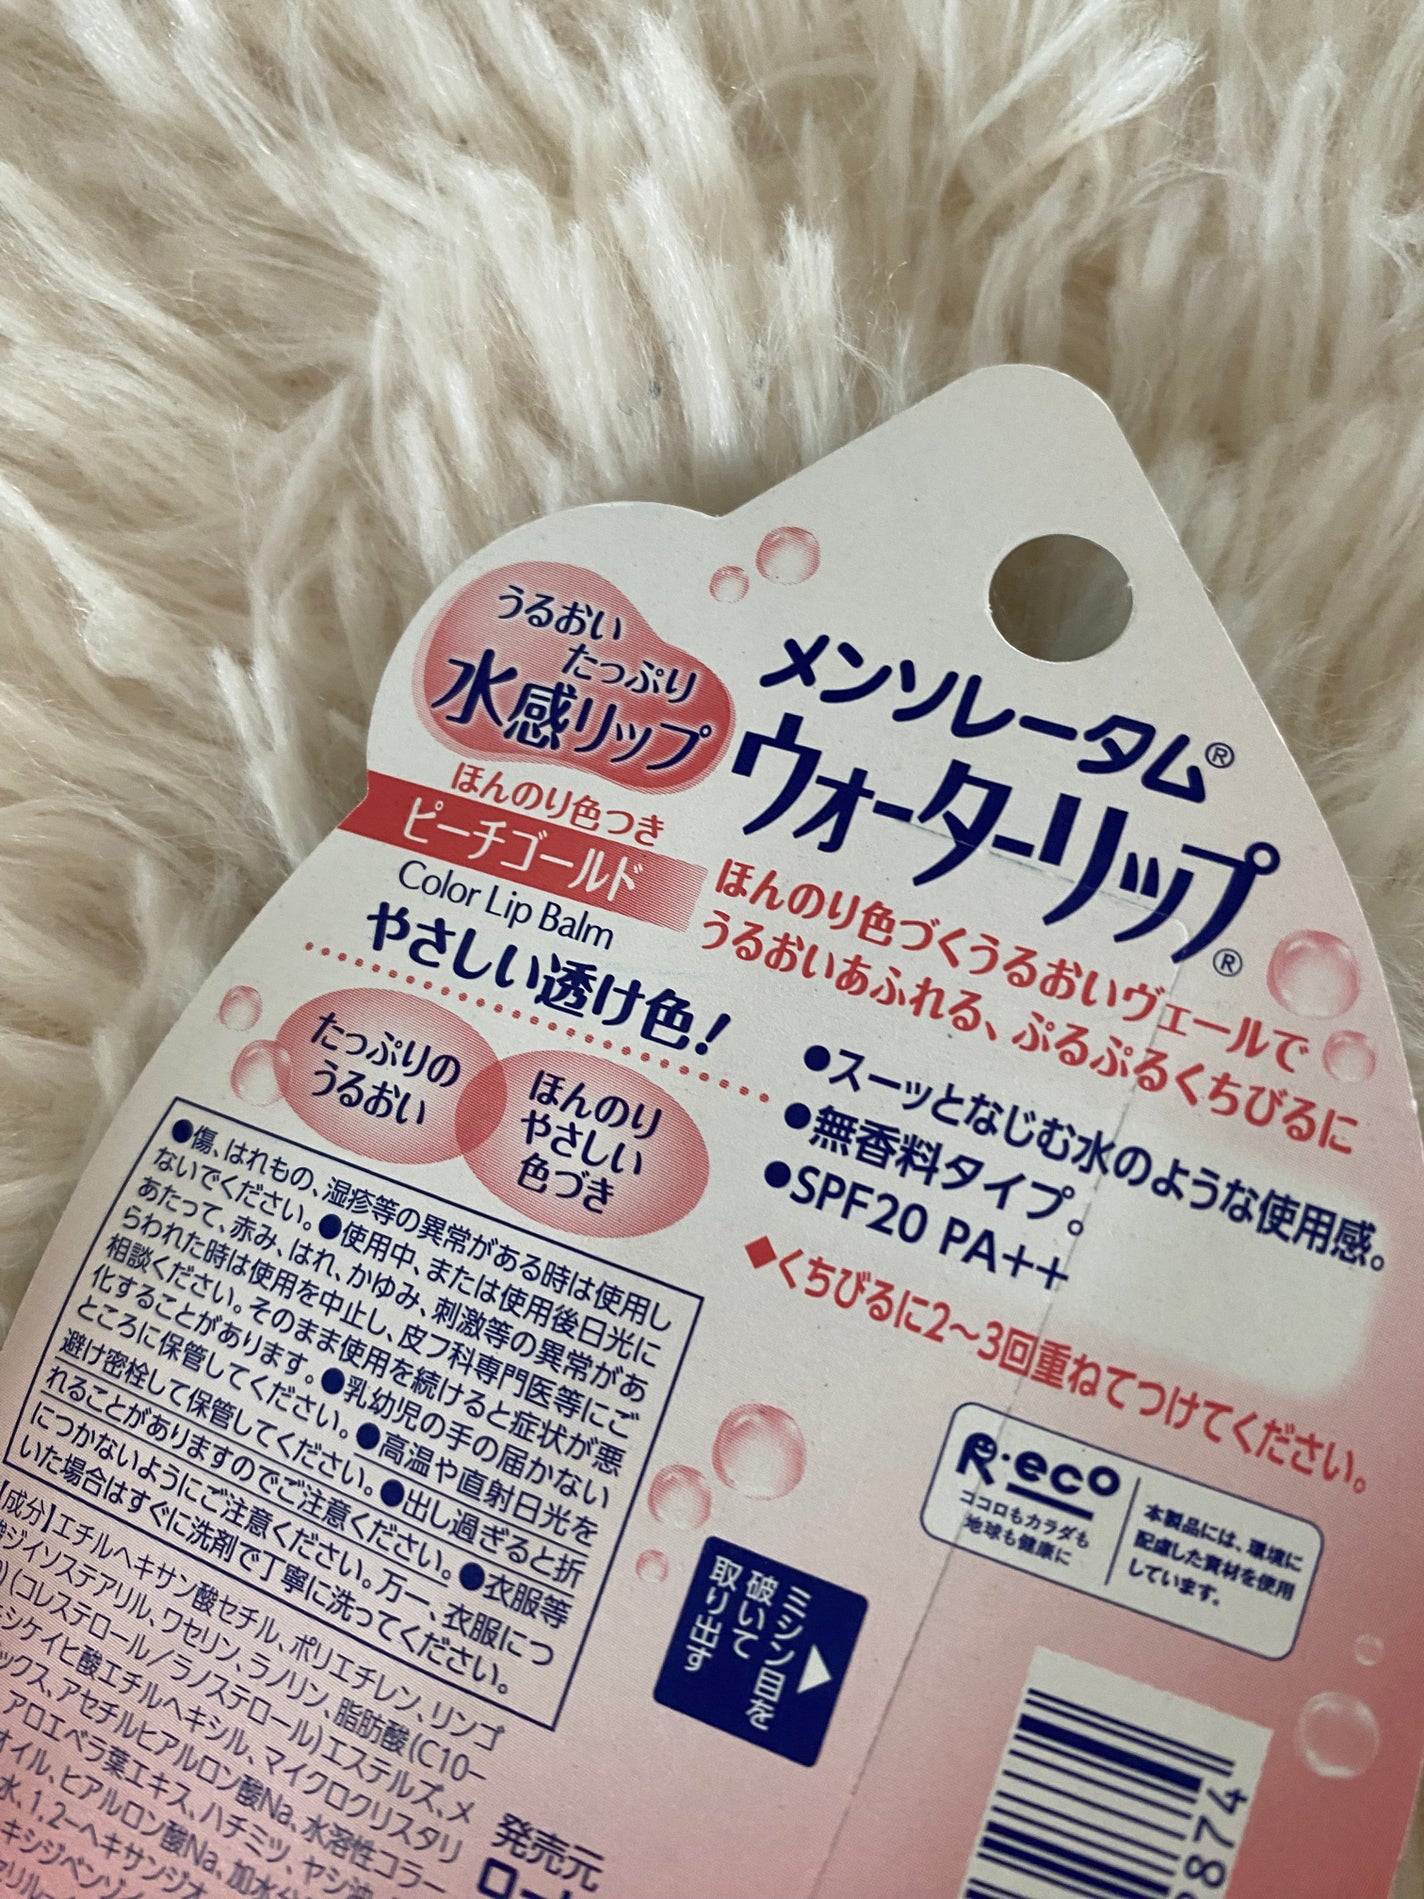 うるおい
たっぷり
水感リップ
ほんのり色つき
ピーチゴールド
Color Lip Balm
やさしい透け色!
たっぷりの
うるおい
ほんのり
やさしい
色づき
メンソレータム®
ウォーターリップ®
ほんのり色づくうるおいヴェールで
うるおいあふれる、ぷるぷるくちびるに
●スーッとなじむ水のような使用感。
●無香料タイプ。
●SPF20 PA++
◆くちびるに2～3回重ねてつけてください。
●傷、はれもの、湿疹等の異常がある時は使用し
ないでください。●使用中、または使用後日光に
あたって、赤み、はれ、かゆみ、刺激等の異常があ
らわれた時は使用を中止し、皮フ科専門医等にご
相談ください。そのまま使用を続けると症状が悪
化することがあります。●乳幼児の手の届かない
ところに保管してください。●高温や直射日光を
避け密栓して保管してください。●出し過ぎると折
れることがありますのでご注意ください。●衣服等
につかないようにご注意ください。万一、衣服につ
いた場合はすぐに洗剤で丁寧に洗ってください。
【成分】エチルヘキサン酸セチル、ポリエチレン、リンゴ
ジイソステアリル、ワセリン、ラノリン、脂肪酸(C10−
(コレステロール/ラノステロール)エステルズ、メ
シケイヒ酸エチルヘキシル、マイクロクリスタリ
ックス、アセチルヒアルロン酸Na、水溶性コラー
アロエベラ葉エキス、ハチミツ、ヤシ油
オイル、ヒアルロン酸Na、加水分
水、1,2−ヘキサンジオ
キシジベンゾイ
R·eco
ココロもカラダも
地球も健康に
本製品には、環境に
配慮した資材を使用
しています。
ミシン目を
破いて
取り出す
発売元
ロ
4